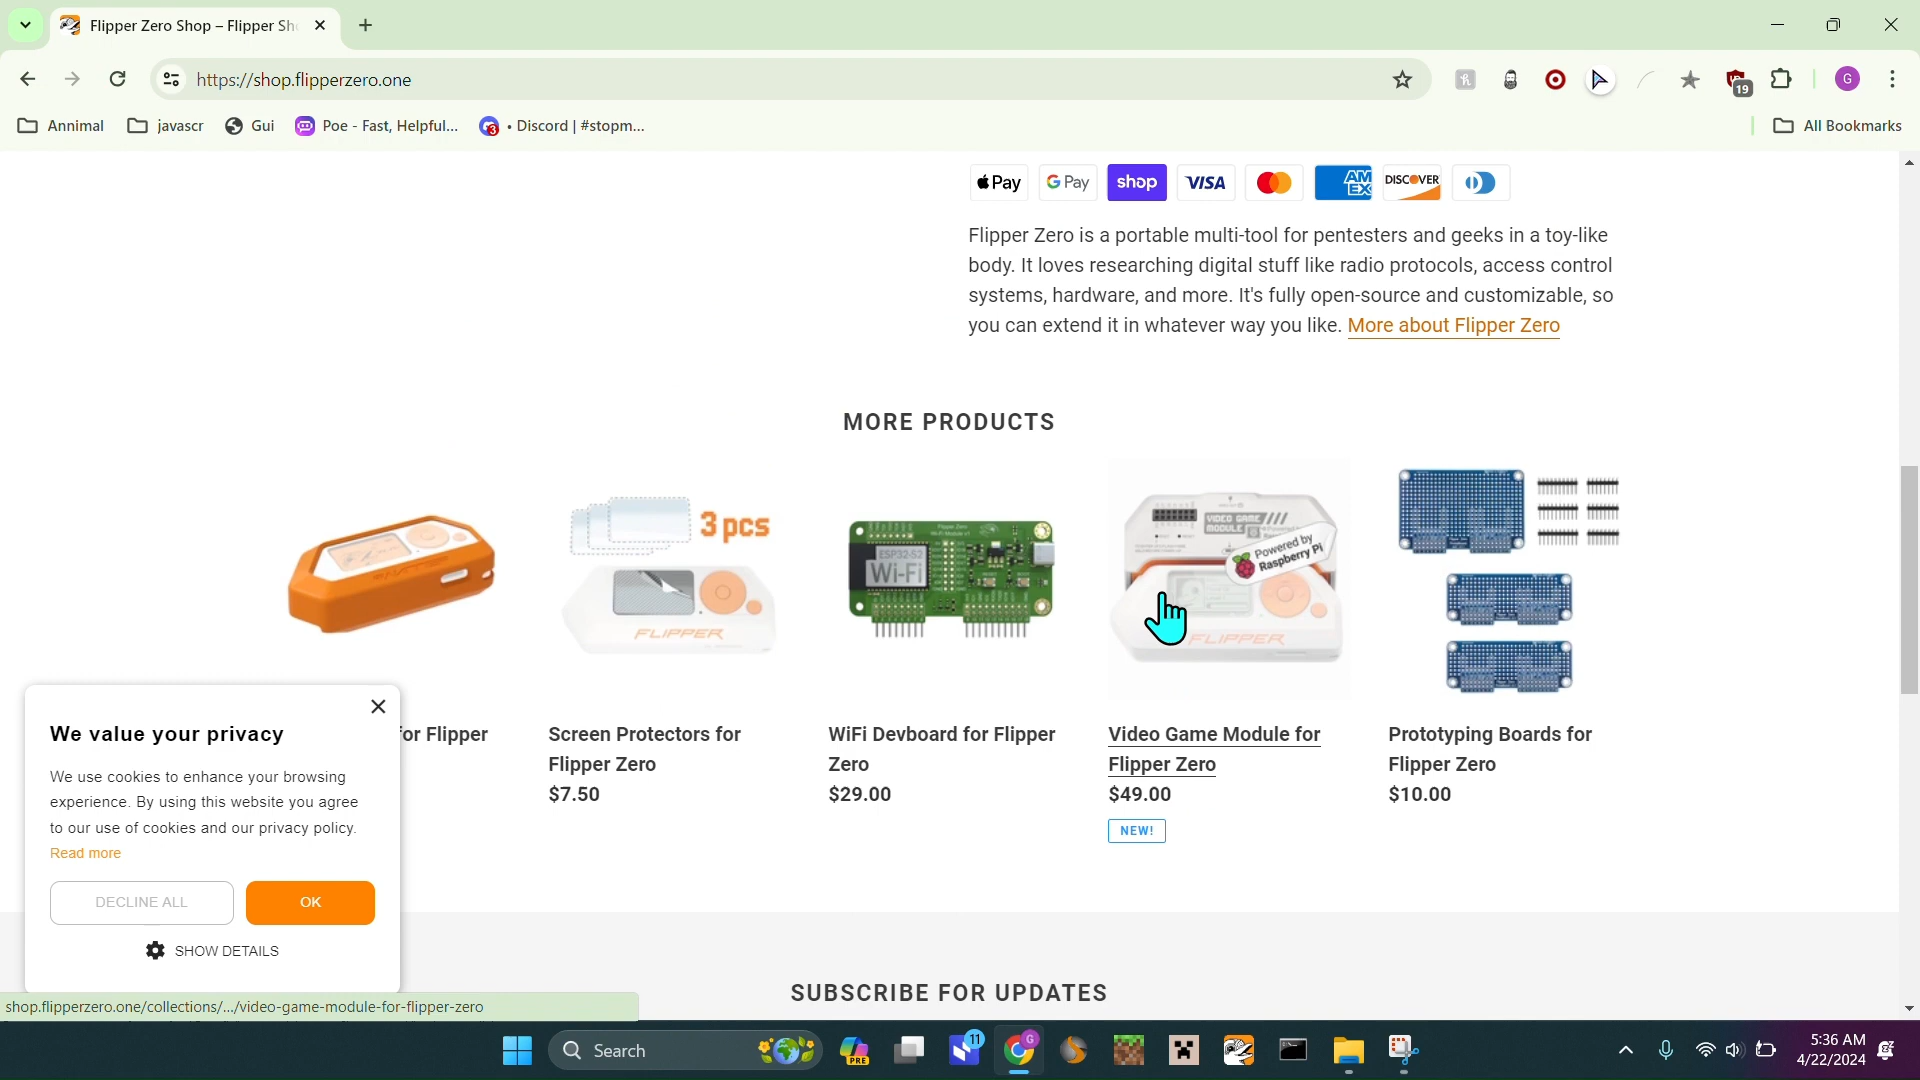 Flipper Zero Shop – Flipper Sh
https://shop.flipperzero.one
19
G
Annimal
javascr
Gui
Poe - Fast, Helpful...
3
• Discord | #stopm...
All Bookmarks
Pay
G Pay
shop
VISA
AM
EX
DISCOVER
Flipper Zero is a portable multi-tool for pentesters and geeks in a toy-like
body. It loves researching digital stuff like radio protocols, access control
systems, hardware, and more. It's fully open-source and customizable, so
you can extend it in whatever way you like. More about Flipper Zero
MORE PRODUCTS
3 pcs
FLIPPER
ESP32-S2
Wi-Fi
VIDEO GAME
MODULE
Powered by
Raspberry Pi
FLIPPER
for Flipper
Screen Protectors for
Flipper Zero
$7.50
WiFi Devboard for Flipper
Zero
$29.00
Video Game Module for
Flipper Zero
$49.00
NEW!
Prototyping Boards for
Flipper Zero
$10.00
We value your privacy
We use cookies to enhance your browsing
experience. By using this website you agree
to our use of cookies and our privacy policy.
Read more
DECLINE ALL
OK
SHOW DETAILS
SUBSCRIBE FOR UPDATES
shop.flipperzero.one/collections/.../video-game-module-for-flipper-zero
Search
PRE
11
G
5:36 AM
4/22/2024